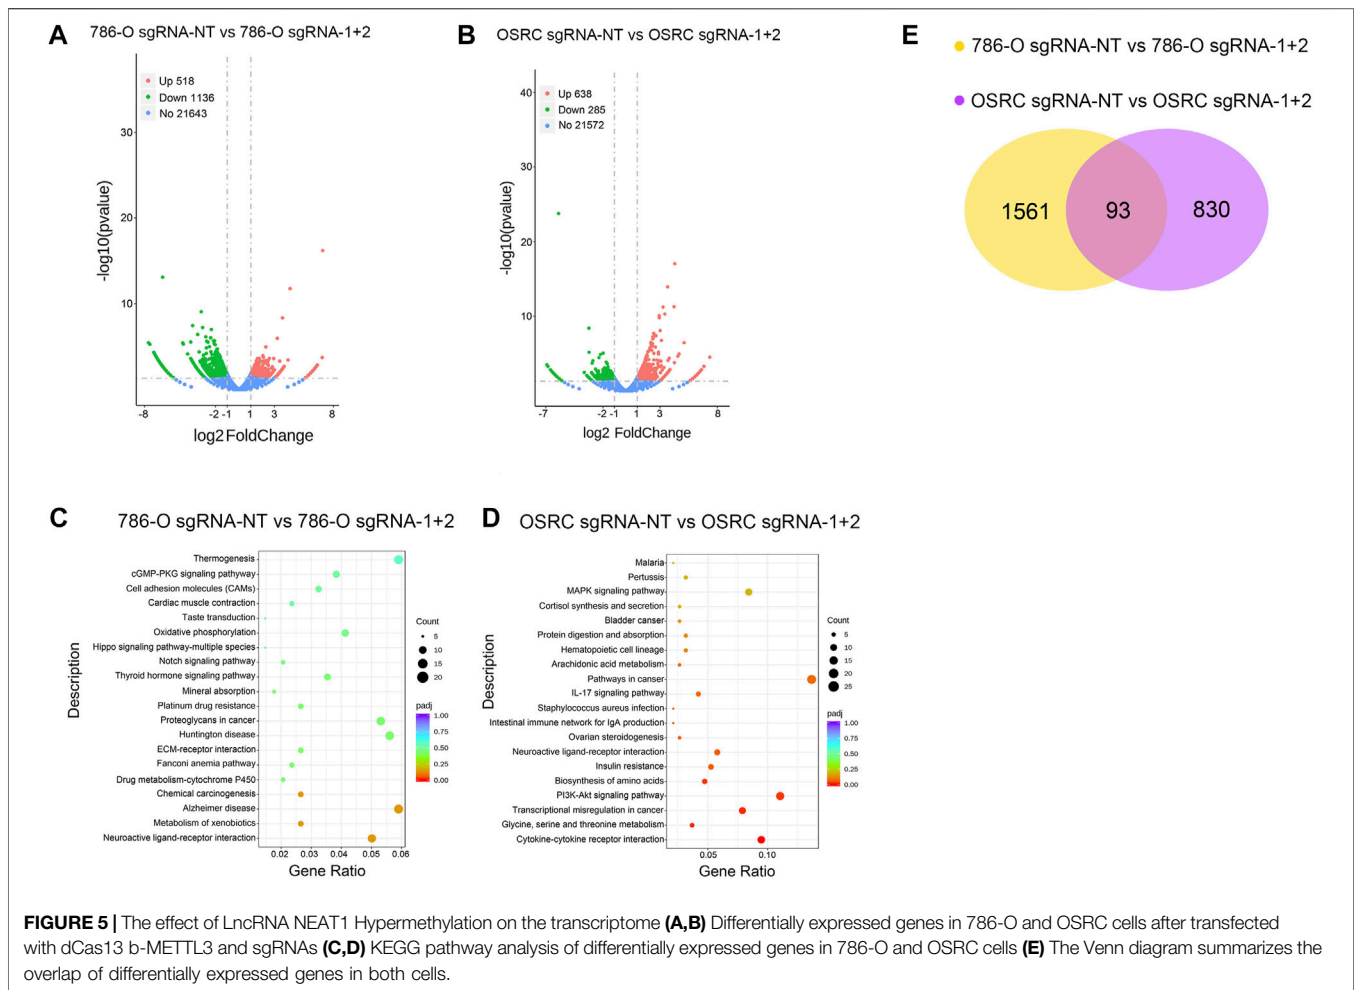 A
786-O sgRNA-NT vs 786-O sgRNA-1+2
Up 518
Down 1136
No 21643
30
20
10
-log10(pvalue)
-8
-2
-1
1
3
8
log2 FoldChange
B
OSRC sgRNA-NT vs OSRC sgRNA-1+2
Up 638
Down 285
No 21572
40
30
20
10
-log10(pvalue)
-7
-2
-1
1
3
8
log2 FoldChange
E
786-O sgRNA-NT vs 786-O sgRNA-1+2
OSRC sgRNA-NT vs OSRC sgRNA-1+2
1561
93
830
C
786-O sgRNA-NT vs 786-O sgRNA-1+2
Description
Thermogenesis
cGMP-PKG signaling pathyway
Cell adhesion molecules (CAMs)
Cardiac muscle contraction
Taste transduction
Oxidative phosphorylation
Hippo signaling pathway-multiple species
Notch signaling pathway
Thyroid hormone signaling pathway
Mineral absorption
Platinum drug resistance
Proteoglycans in cancer
Huntington disease
ECM-receptor interaction
Fanconi anemia pathway
Drug metabolism-cytochrome P450
Chemical carcinogenesis
Alzheimer disease
Metabolism of xenobiotics
Neuroactive ligand-receptor interaction
0.02
0.03
0.04
0.05
0.06
Gene Ratio
Count
5
10
15
20
padj
1.00
0.75
0.50
0.25
0.00
D
OSRC sgRNA-NT vs OSRC sgRNA-1+2
Description
Malaria
Pertussis
MAPK signaling pathway
Cortisol synthesis and secretion
Bladder canser
Protein digestion and absorption
Hematopoietic cell lineage
Arachidonic acid metabolism
Pathways in cancer
IL-17 signaling pathway
Staphylococcus aureus infection
Intestinal immune network for IgA production
Ovarian steroidogenesis
Neuroactive ligand-receptor interaction
Insulin resistance
Biosynthesis of amino acids
PI3K-Akt signaling pathway
Transcriptional misregulation in cancer
Glycine, serine and threonine metabolism
Cytokine-cytokine receptor interaction
0.05
0.10
Gene Ratio
Count
5
10
15
20
25
padj
1.00
0.75
0.50
0.25
0.00
FIGURE 5 | The effect of LncRNA NEAT1 Hypermethylation on the transcriptome (A,B) Differentially expressed genes in 786-O and OSRC cells after transfected
with dCas13 b-METTL3 and sgRNAs (C,D) KEGG pathway analysis of differentially expressed genes in 786-O and OSRC cells (E) The Venn diagram summarizes the
overlap of differentially expressed genes in both cells.